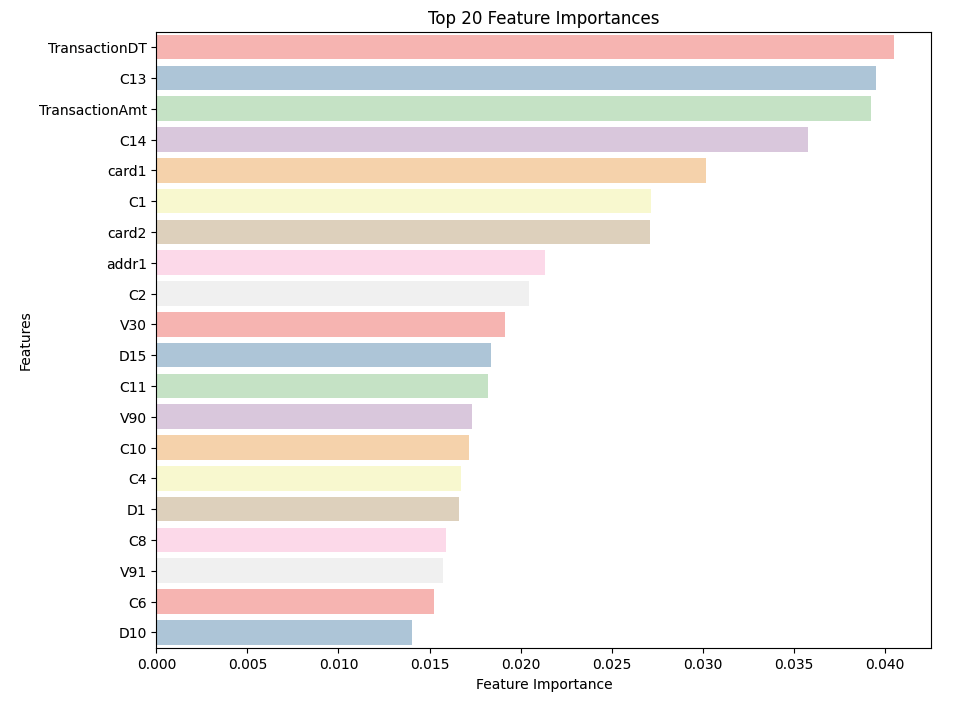 Top 20 Feature Importances
TransactionDT
C13
TransactionAmt
C14
card1
C1
card2
addr1
C2
V30
D15
C11
V90
C10
C4
D1
C8
V91
C6
D10
Features
0.000 0.005 0.010 0.015 0.020 0.025 0.030 0.035 0.040
Feature Importance